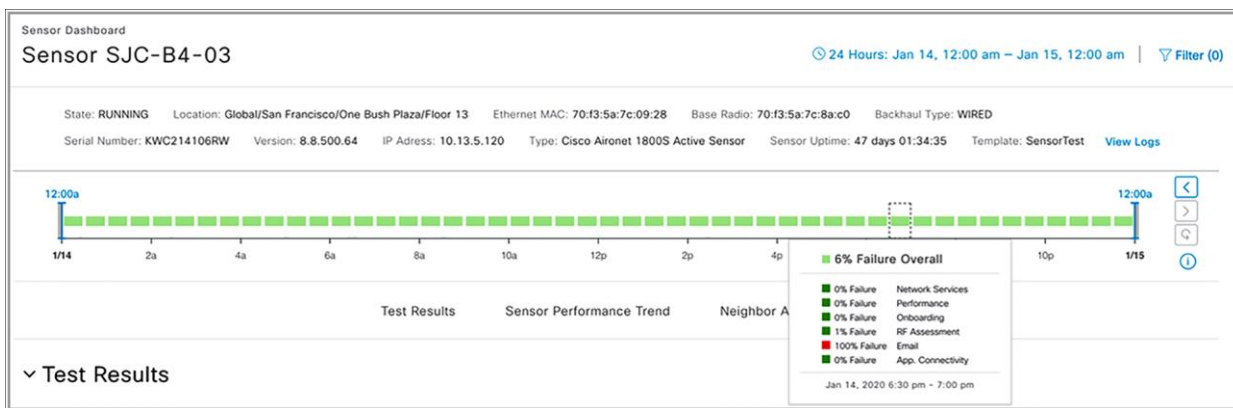 Sensor Dashboard
Sensor SJC-B4-03
24 Hours: Jan 14, 12:00 am – Jan 15, 12:00 am | Filter (0)
State: RUNNING Location: Global/San Francisco/One Bush Plaza/Floor 13 Ethernet MAC: 70:f3:5a:7c:09:28 Base Radio: 70:f3:5a:7c:8a:c0 Backhaul Type: WIRED
Serial Number: KWC214106RW Version: 8.8.500.64 IP Adress: 10.13.5.120 Type: Cisco Aironet 1800S Active Sensor Sensor Uptime: 47 days 01:34:35 Template: SensorTest View Logs
12:00a 12:00a
1/14 2a 4a 6a 8a 10a 12p 2p 4p 10p 1/15
6% Failure Overall
0% Failure Network Services
0% Failure Performance
0% Failure Onboarding
1% Failure RF Assessment
100% Failure Email
0% Failure App. Connectivity
Jan 14, 2020 6:30 pm - 7:00 pm
Test Results Sensor Performance Trend Neighbor A
Test Results